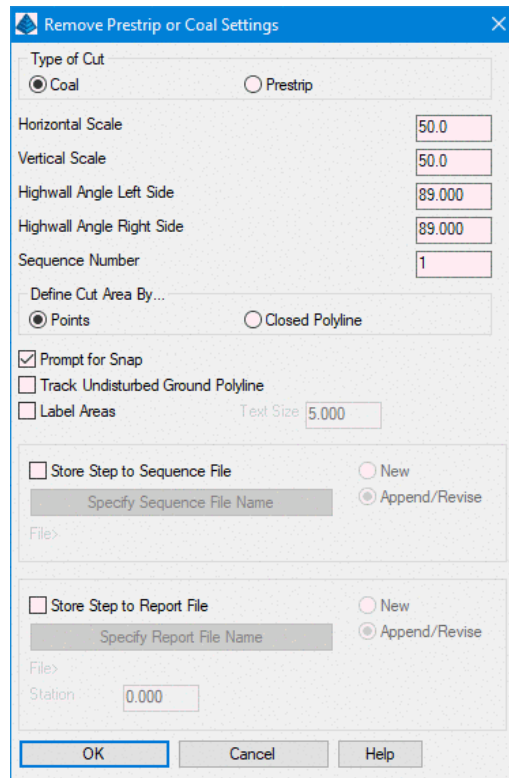 Remove Prestrip or Coal Settings
Type of Cut
Coal Prestrip
Horizontal Scale 50.0
Vertical Scale 50.0
Highwall Angle Left Side 89.000
Highwall Angle Right Side 89.000
Sequence Number 1
Define Cut Area By...
Points Closed Polyline
Prompt for Snap
Track Undisturbed Ground Polyline
Label Areas Text Size 5.000
Store Step to Sequence File New
Specify Sequence File Name Append/Revise
File>
Store Step to Report File New
Specify Report File Name Append/Revise
File>
Station 0.000
OK Cancel Help